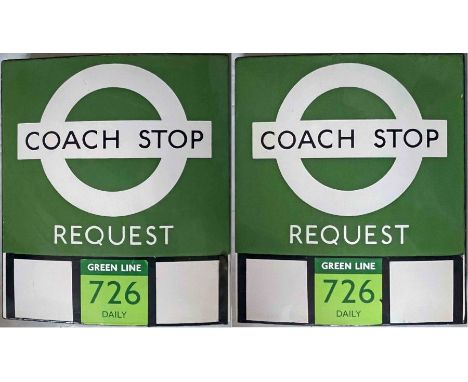 COACH STOP
REQUEST
GREEN LINE
726
DAILY
COACH STOP
REQUEST
GREEN LINE
726
DAILY